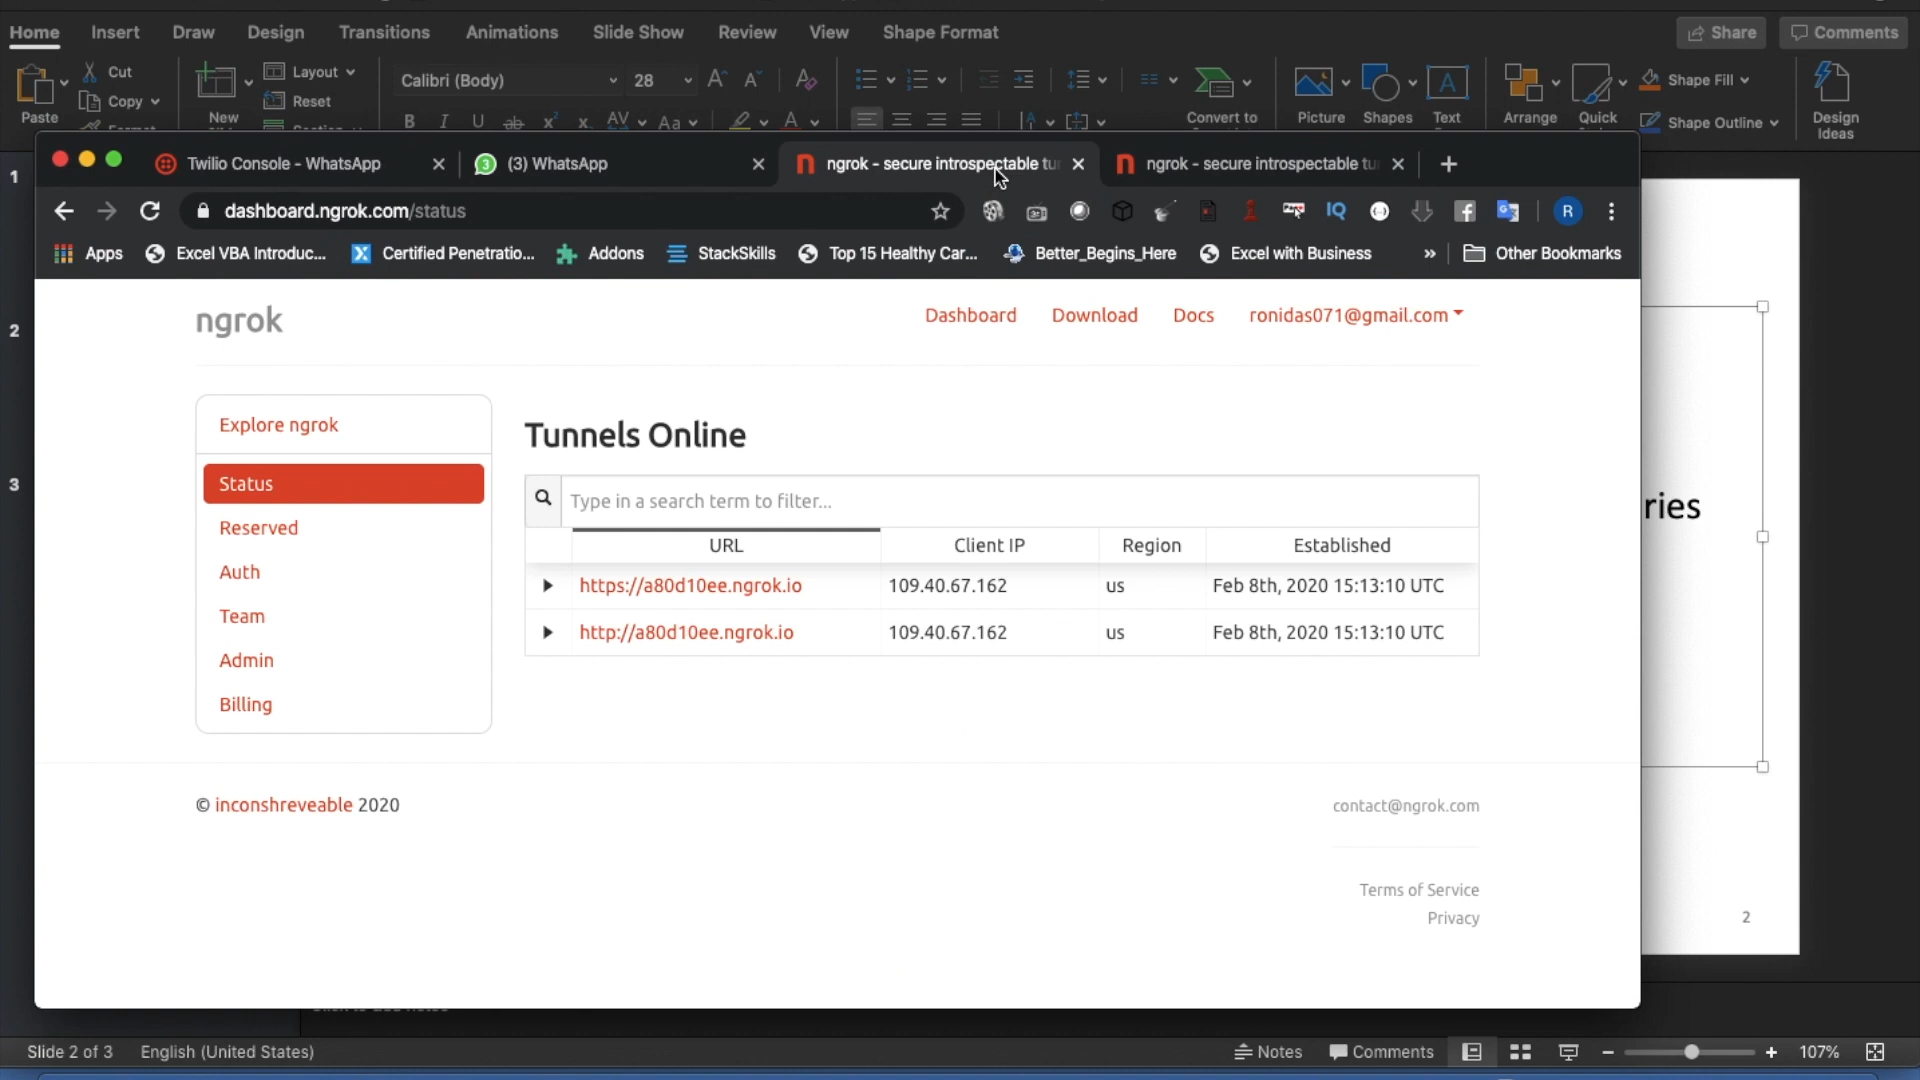 Home Insert Draw Design Transitions Animations Slide Show Review View Shape Format Share Comments
Cut Layout Calibri (Body) 28 Shape Fill
Copy Reset
Paste New Convert to Picture Shapes Text Arrange Quick Shape Outline Design
Ideas
1
Twilio Console - WhatsApp (3) WhatsApp ngrok - secure introspectable tu ngrok - secure introspectable tu
dashboard.ngrok.com/status R
Apps Excel VBA Introduc... Certified Penetratio... Addons StackSkills Top 15 Healthy Car... Better_Begins_Here Excel with Business » Other Bookmarks
ngrok Dashboard Download Docs ronidas071@gmail.com
2
Explore ngrok
Tunnels Online
Status
3
Type in a search term to filter...
ries
Reserved
URL Client IP Region Established
Auth
https://a80d10ee.ngrok.io 109.40.67.162 us Feb 8th, 2020 15:13:10 UTC
Team
http://a80d10ee.ngrok.io 109.40.67.162 us Feb 8th, 2020 15:13:10 UTC
Admin
Billing
© inconshreveable 2020 contact@ngrok.com
Terms of Service
Privacy
2
Slide 2 of 3 English (United States) Notes Comments 107%